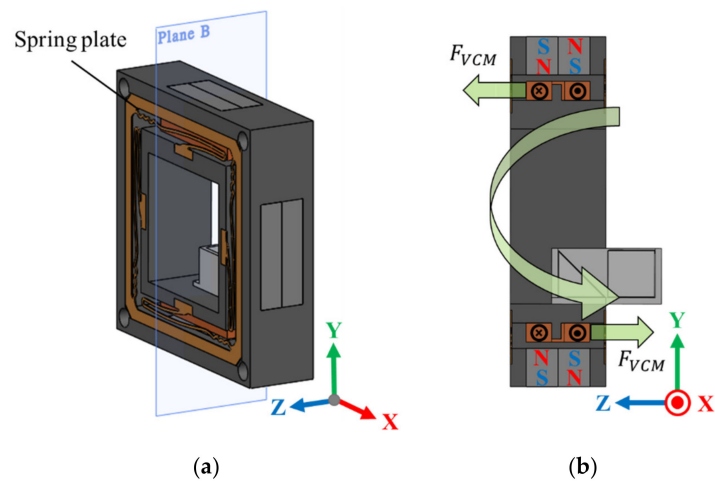 Spring plate
Plane B
Y
Z
X
(a)
S N
N S
F_VCM
F_VCM
N S
S N
Y
Z
X
(b)